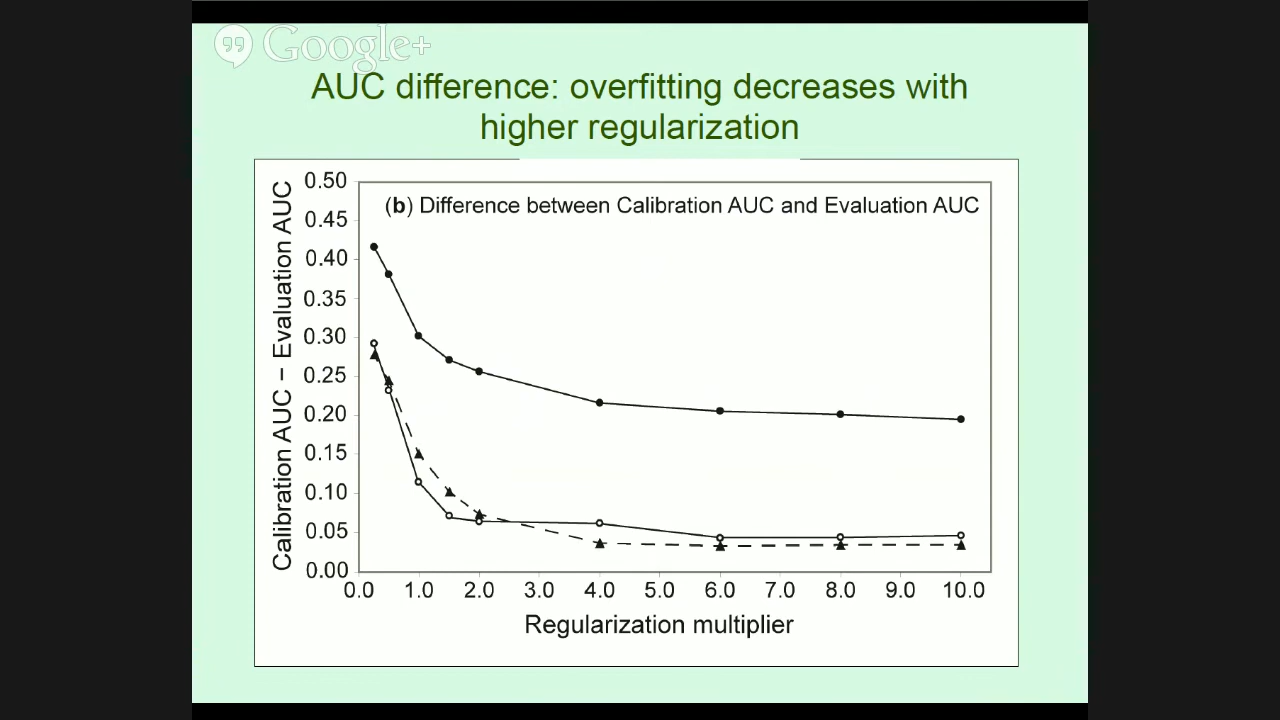 Google+
AUC difference: overfitting decreases with
higher regularization
(b) Difference between Calibration AUC and Evaluation AUC
Calibration AUC − Evaluation AUC
0.50
0.45
0.40
0.35
0.30
0.25
0.20
0.15
0.10
0.05
0.00
0.0 1.0 2.0 3.0 4.0 5.0 6.0 7.0 8.0 9.0 10.0
Regularization multiplier